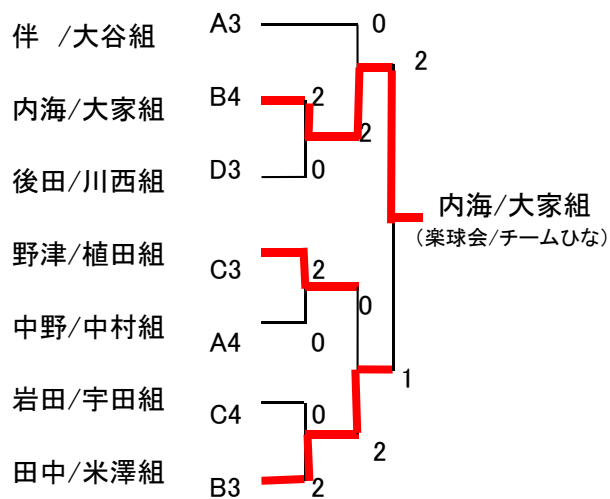 伴 /大谷組 A3 0
2
内海/大家組 B4 2
2
後田/川西組 D3 0
内海/大家組
(楽球会/チームひな)
野津/植田組 C3 2
0
中野/中村組 A4 0
1
岩田/宇田組 C4 0
2
田中/米澤組 B3 2